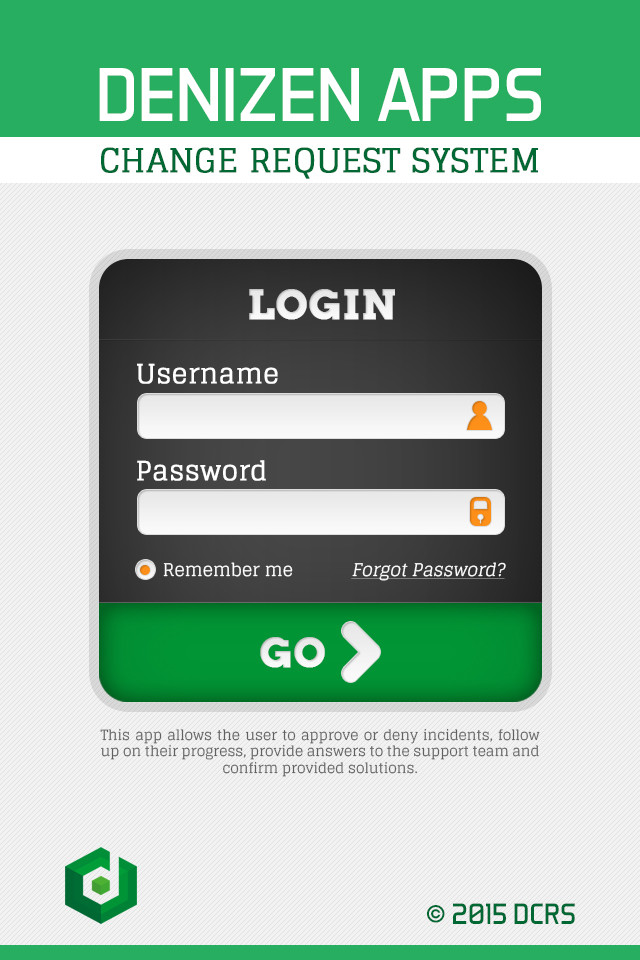 DENIZEN APPS
CHANGE REQUEST SYSTEM
LOGIN
Username
Password
Remember me
Forgot Password?
GO
This app allows the user to approve or deny incidents, follow
up on their progress, provide answers to the support team and
confirm provided solutions.
d
© 2015 DCRS